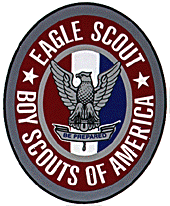 EAGLE SCOUT
BE PREPARED
BOY SCOUTS OF AMERICA